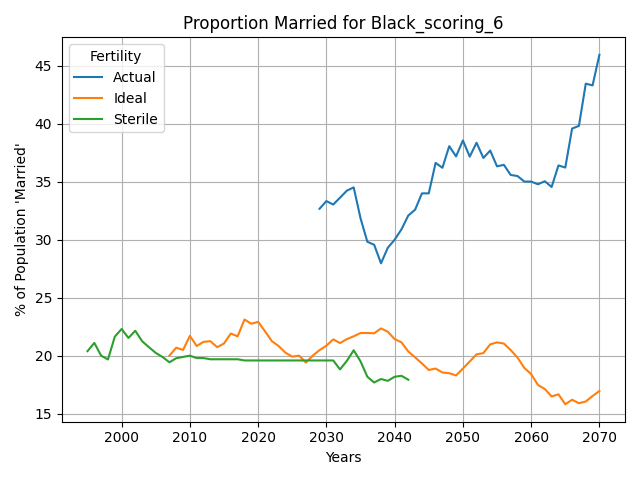 Proportion Married for Black_scoring_6
Fertility
Actual
Ideal
Sterile
% of Population 'Married'
45
40
35
30
25
20
15
2000 2010 2020 2030 2040 2050 2060 2070
Years